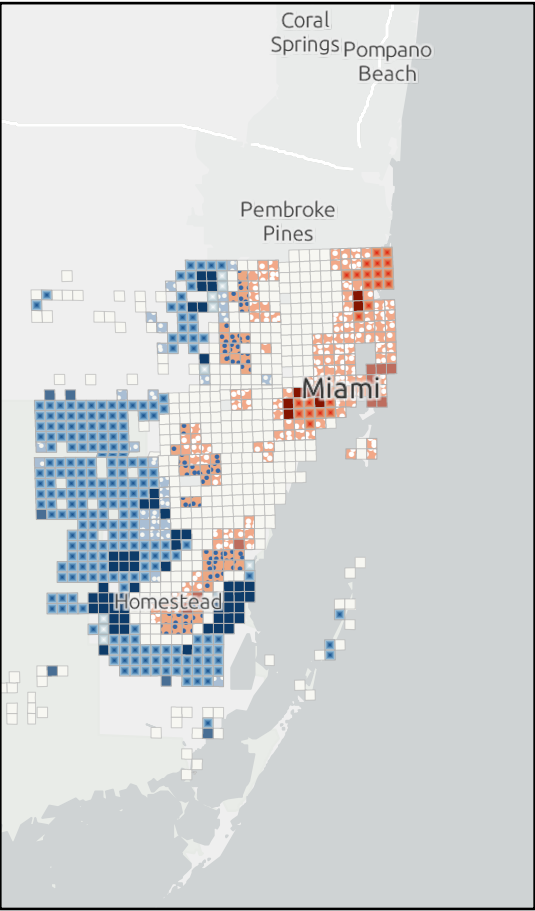 Coral
Springs
Pompano
Beach
Pembroke
Pines
Miami
Homestead